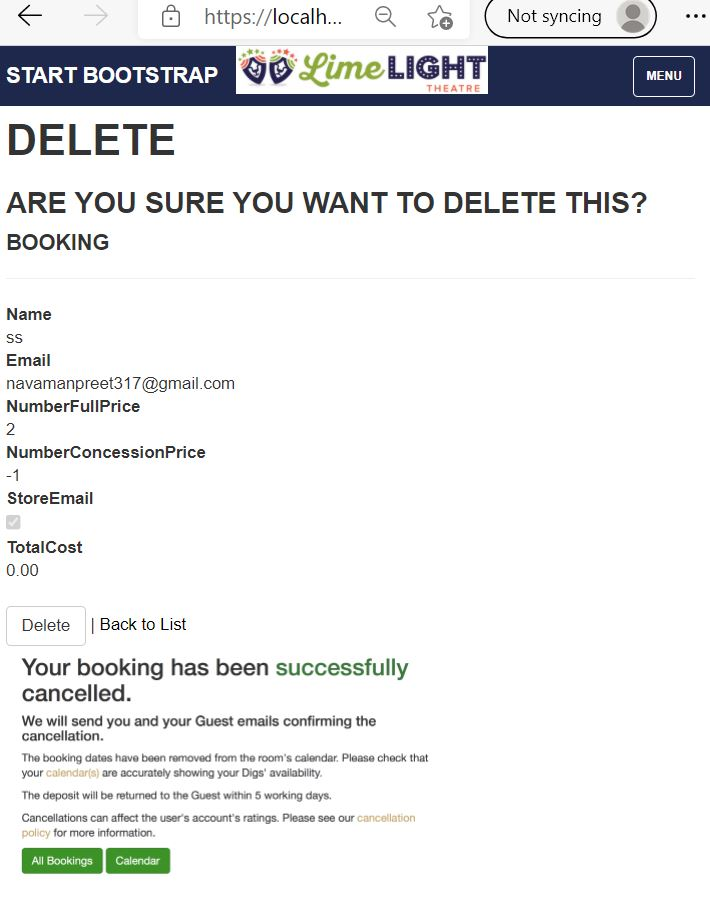 https://localh...
Not syncing
START BOOTSTRAP
Lime LIGHT
THEATRE
MENU
DELETE
ARE YOU SURE YOU WANT TO DELETE THIS?
BOOKING
Name
ss
Email
navamanpreet317@gmail.com
NumberFullPrice
2
NumberConcessionPrice
-1
StoreEmail
TotalCost
0.00
Delete | Back to List
Your booking has been successfully
cancelled.
We will send you and your Guest emails confirming the
cancellation.
The booking dates have been removed from the room's calendar. Please check that
your calendar(s) are accurately showing your Digs' availability.
The deposit will be returned to the Guest within 5 working days.
Cancellations can affect the user's account's ratings. Please see our cancellation
policy for more information.
All Bookings Calendar